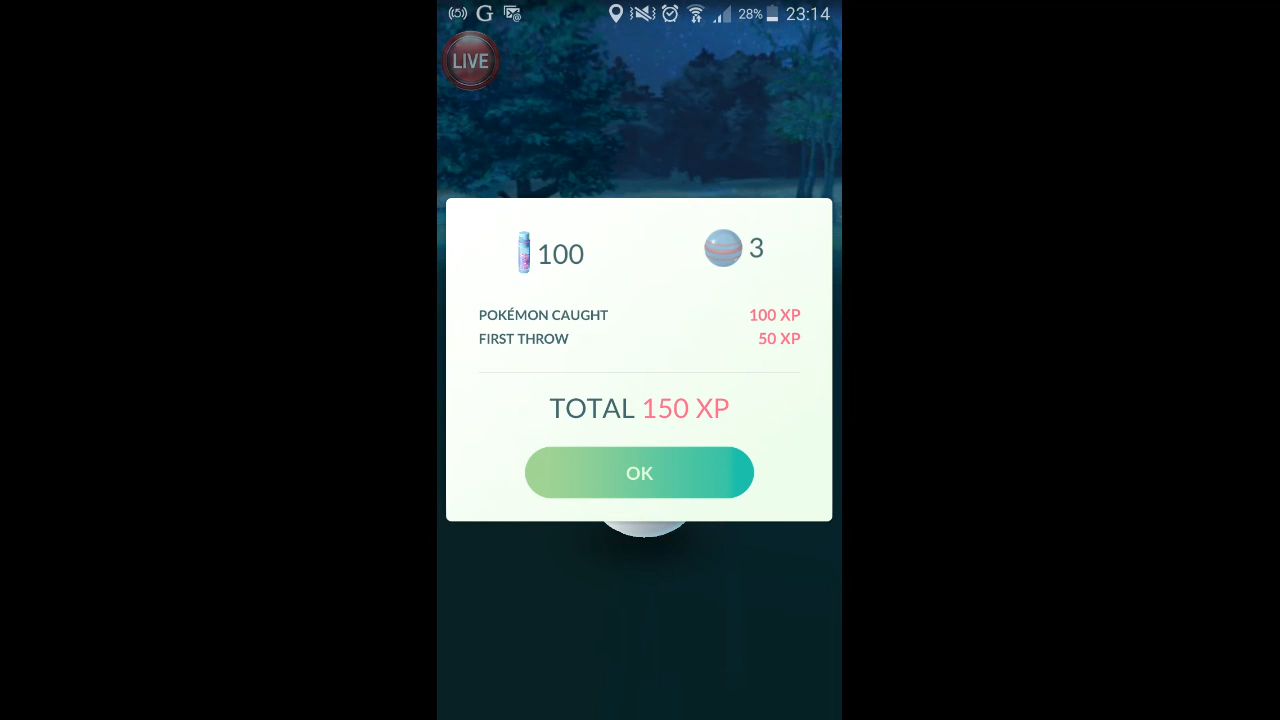 G 28% 23:14
LIVE
100 3
POKÉMON CAUGHT 100 XP
FIRST THROW 50 XP
TOTAL 150 XP
OK